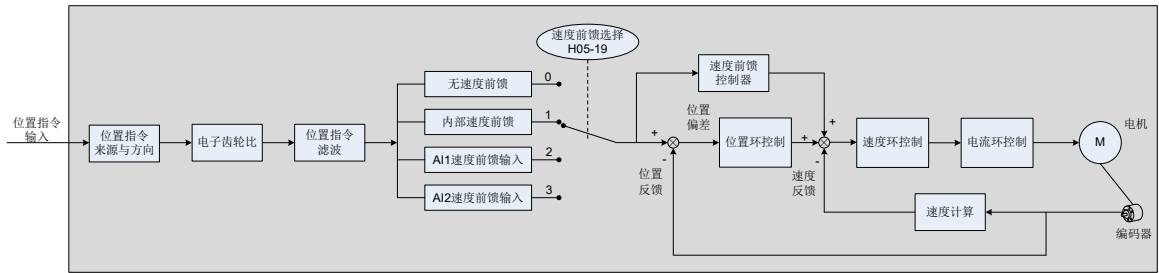 位置指令
输入
位置指令
来源与方向
电子齿轮比
位置指令
滤波
无速度前馈
0
内部速度前馈
1
AI1速度前馈输入
2
AI2速度前馈输入
3
速度前馈选择
H05-19
速度前馈
控制器
+
-
位置
反馈
位置
偏差
位置环控制
+
+
-
速度
反馈
速度环控制
电流环控制
电机
M
速度计算
编码器